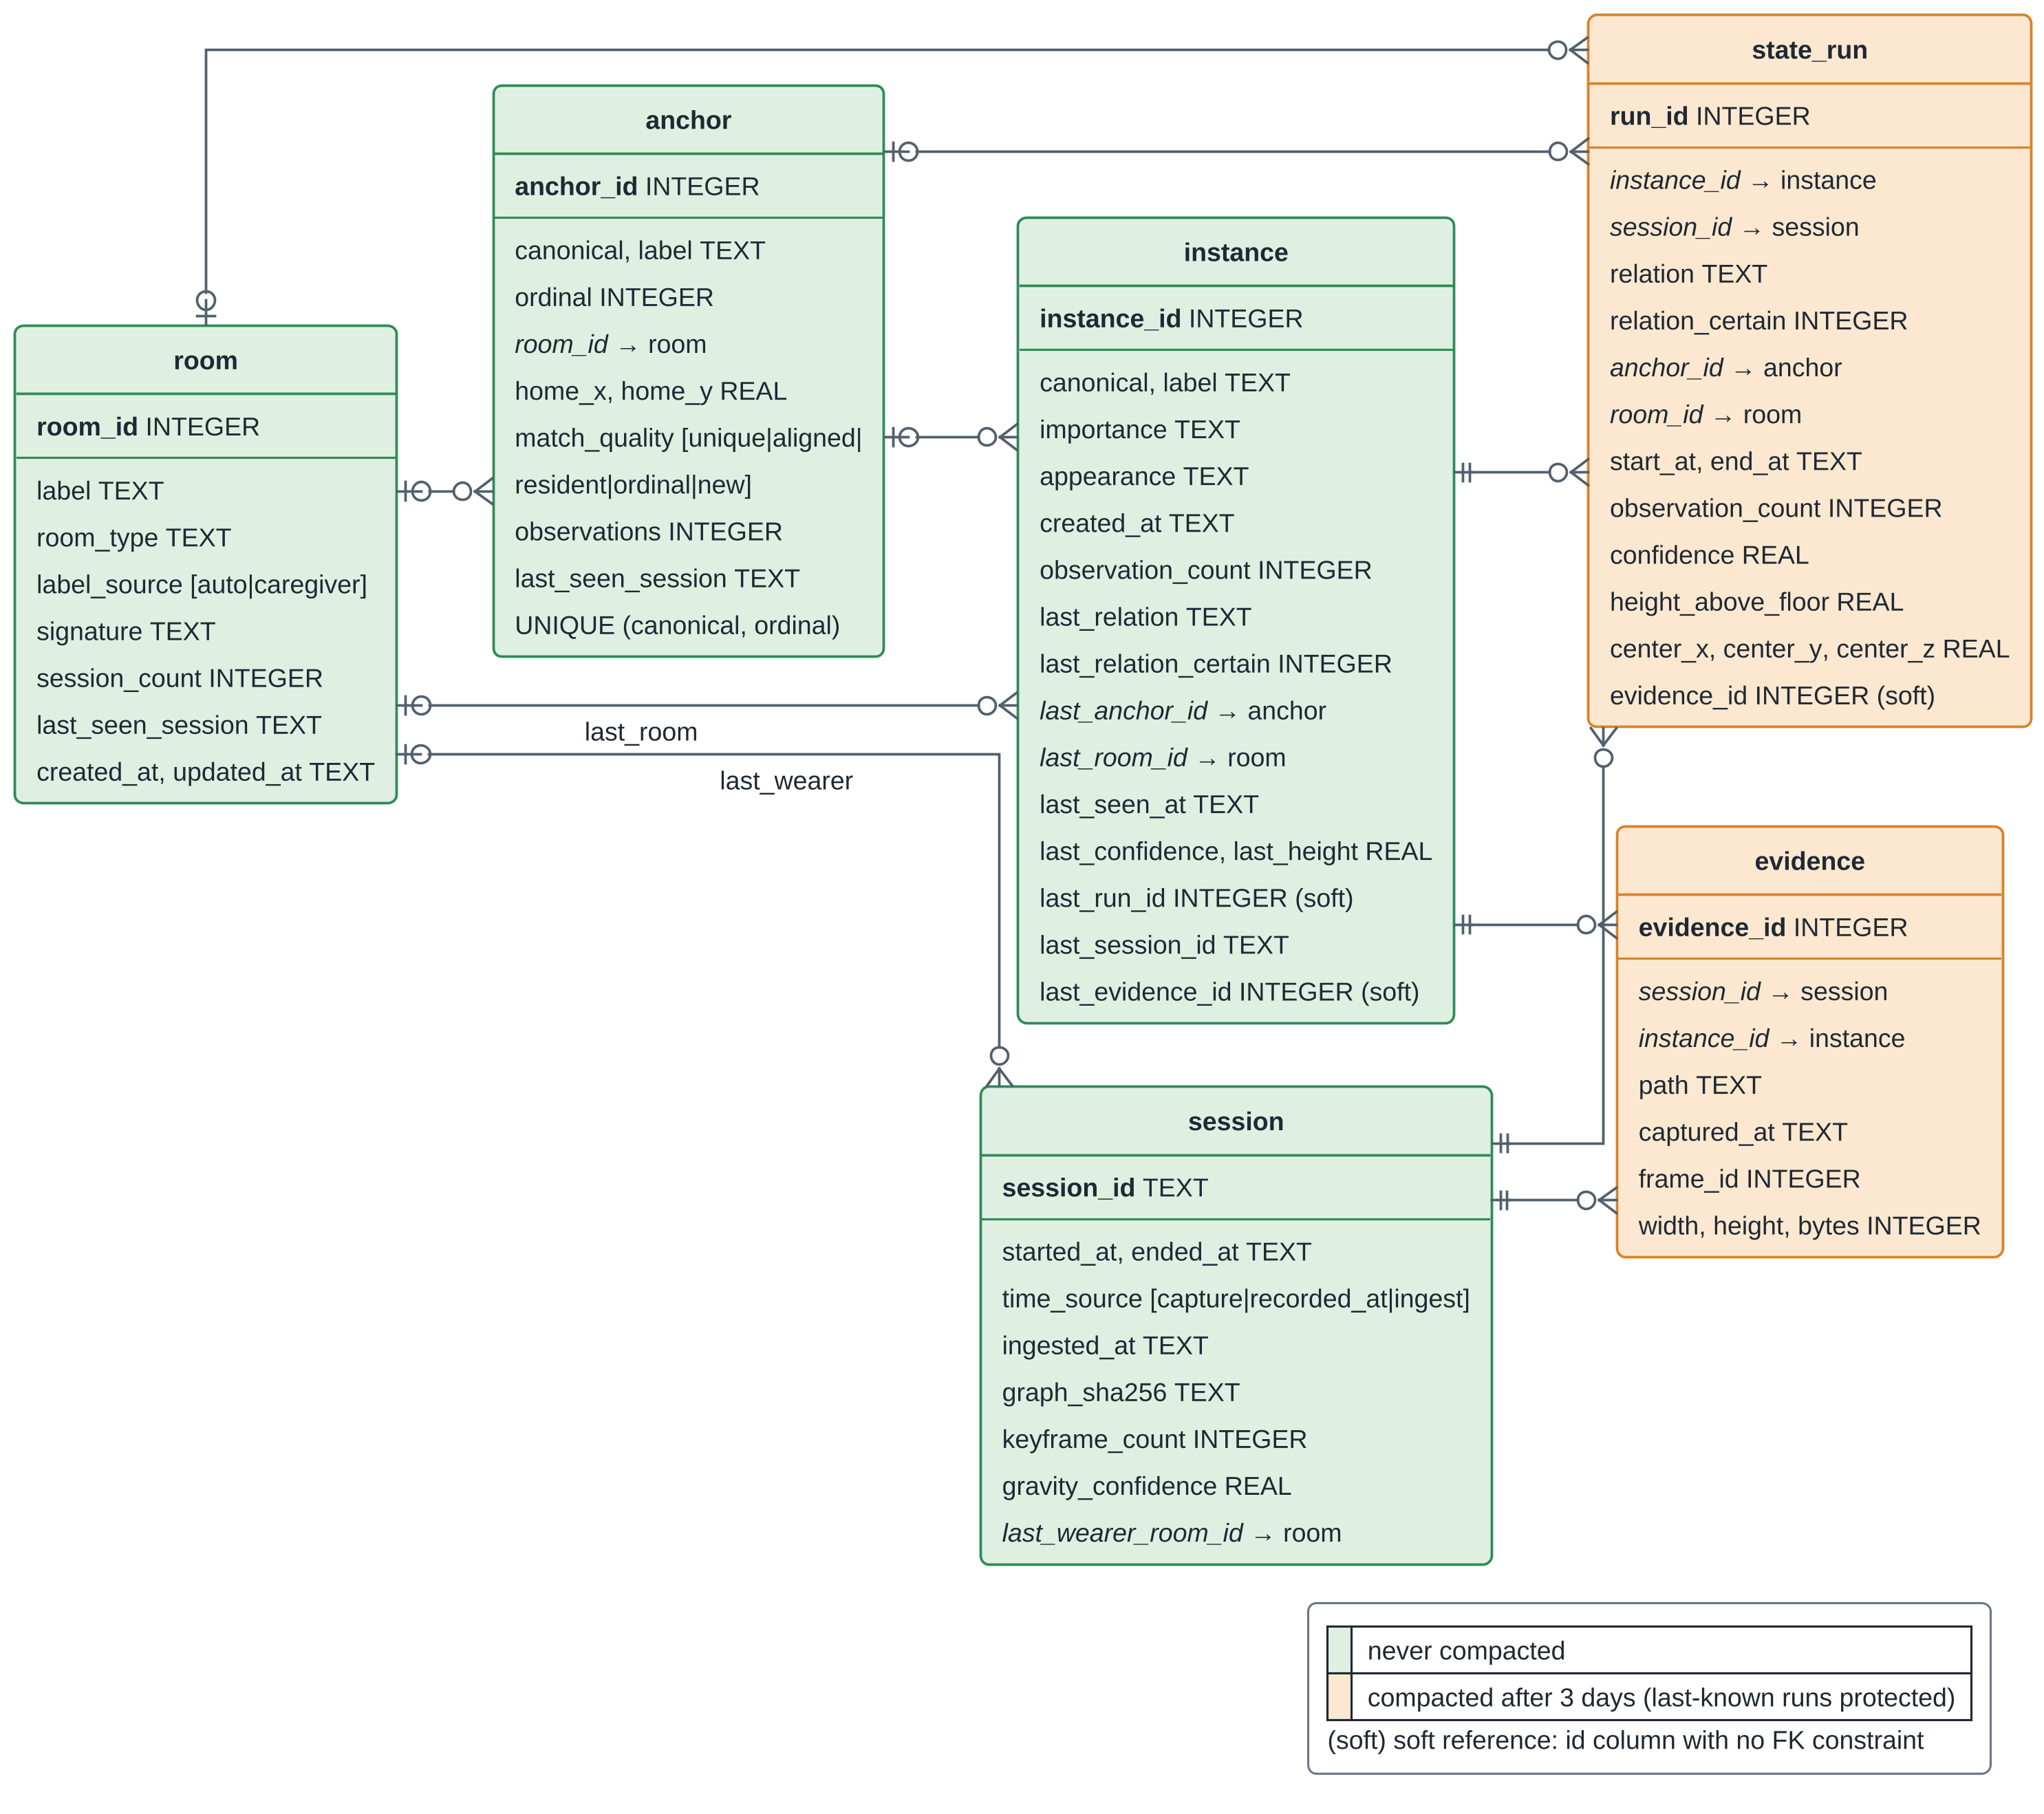 state_run
run_id INTEGER
instance_id → instance
session_id → session
relation TEXT
relation_certain INTEGER
anchor_id → anchor
room_id → room
start_at, end_at TEXT
observation_count INTEGER
confidence REAL
height_above_floor REAL
center_x, center_y, center_z REAL
evidence_id INTEGER (soft)
anchor
anchor_id INTEGER
canonical, label TEXT
ordinal INTEGER
room_id → room
home_x, home_y REAL
match_quality [unique|aligned|
resident|ordinal|new]
observations INTEGER
last_seen_session TEXT
UNIQUE (canonical, ordinal)
instance
instance_id INTEGER
canonical, label TEXT
importance TEXT
appearance TEXT
created_at TEXT
observation_count INTEGER
last_relation TEXT
last_relation_certain INTEGER
last_anchor_id → anchor
last_room_id → room
last_seen_at TEXT
last_confidence, last_height REAL
last_run_id INTEGER (soft)
last_session_id TEXT
last_evidence_id INTEGER (soft)
room
room_id INTEGER
label TEXT
room_type TEXT
label_source [auto|caregiver]
signature TEXT
session_count INTEGER
last_seen_session TEXT
created_at, updated_at TEXT
last_room
last_wearer
evidence
evidence_id INTEGER
session_id → session
instance_id → instance
path TEXT
captured_at TEXT
frame_id INTEGER
width, height, bytes INTEGER
session
session_id TEXT
started_at, ended_at TEXT
time_source [capture|recorded_at|ingest]
ingested_at TEXT
graph_sha256 TEXT
keyframe_count INTEGER
gravity_confidence REAL
last_wearer_room_id → room
never compacted
compacted after 3 days (last-known runs protected)
(soft) soft reference: id column with no FK constraint